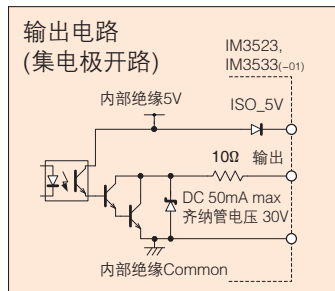 输出电路
(集电极开路)
IM3523,
IM3533(-01)
内部绝缘5V
ISO_5V
10Ω 输出
DC 50mA max
齐纳管电压 30V
内部绝缘Common